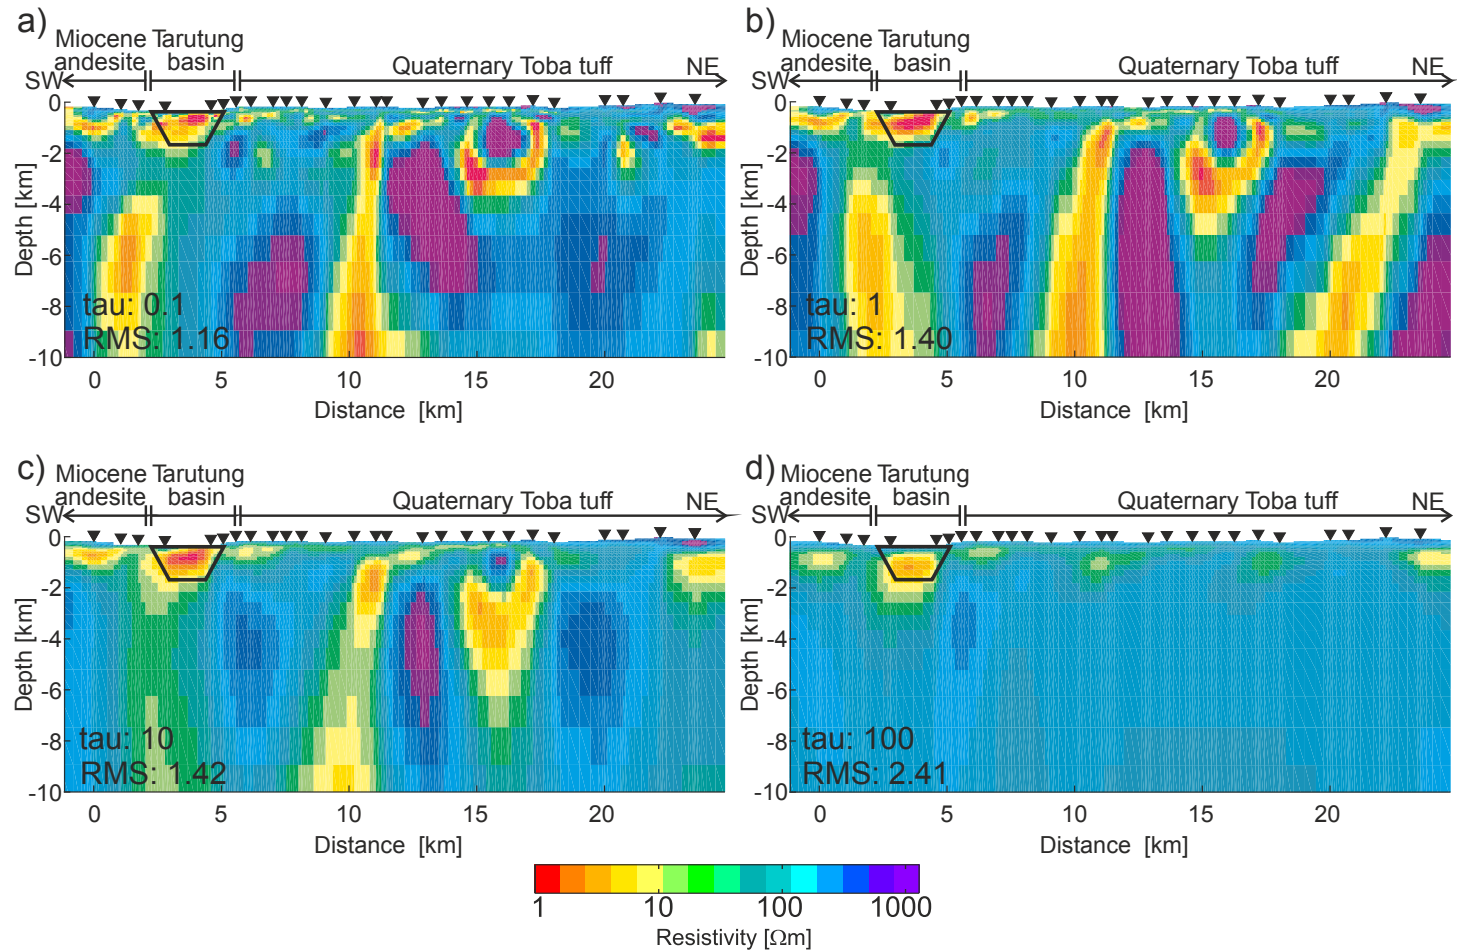 a)
Miocene Tarutung
andesite basin
Quaternary Toba tuff
SW
NE
0
-2
-4
-6
-8
-10
Depth [km]
tau: 0.1
RMS: 1.16
0 5 10 15 20
Distance [km]
b)
Miocene Tarutung
andesite basin
Quaternary Toba tuff
SW
NE
0
-2
-4
-6
-8
-10
Depth [km]
tau: 1
RMS: 1.40
0 5 10 15 20
Distance [km]
c)
Miocene Tarutung
andesite basin
Quaternary Toba tuff
SW
NE
0
-2
-4
-6
-8
-10
Depth [km]
tau: 10
RMS: 1.42
0 5 10 15 20
Distance [km]
d)
Miocene Tarutung
andesite basin
Quaternary Toba tuff
SW
NE
0
-2
-4
-6
-8
-10
Depth [km]
tau: 100
RMS: 2.41
0 5 10 15 20
Distance [km]
1 10 100 1000
Resistivity [Ωm]